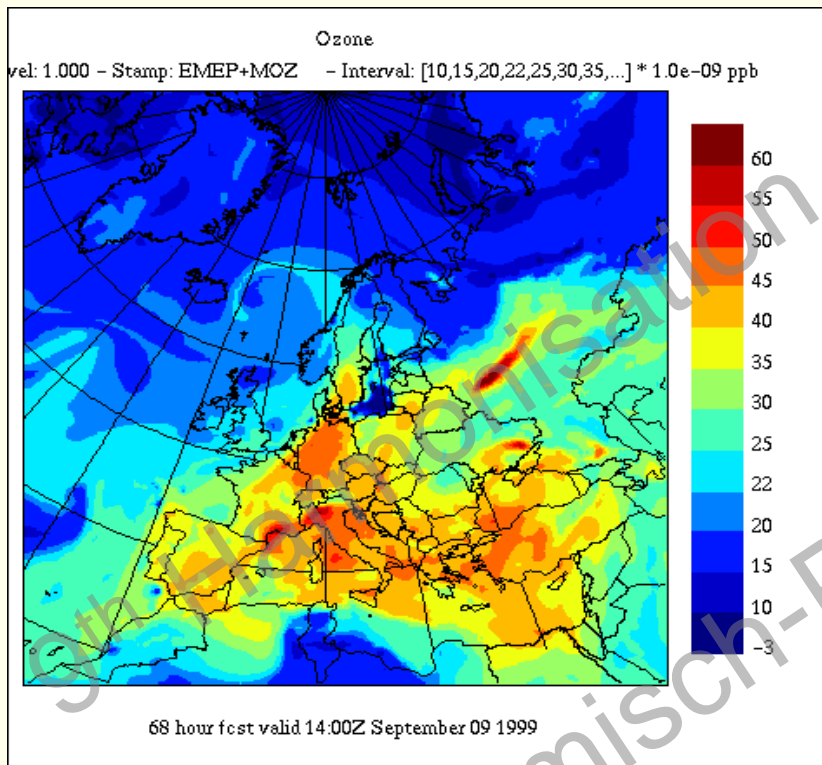 Ozone
vel: 1.000 - Stamp: EMEP+MOZ - Interval: [10,15,20,22,25,30,35,...] * 1.0e-09 ppb
60
55
50
45
40
35
30
25
22
20
15
10
-3
9th Harmonisation
misch-P
68 hour fcst valid 14:00Z September 09 1999